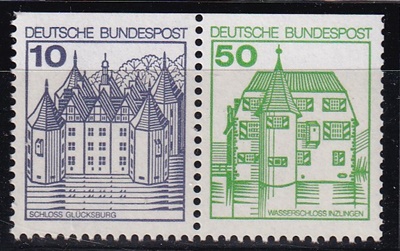 DEUTSCHE BUNDESPOST
10
SCHLOSS GLÜCKSBURG
DEUTSCHE BUNDESPOST
50
WASSERSCHLOSS INZLINGEN